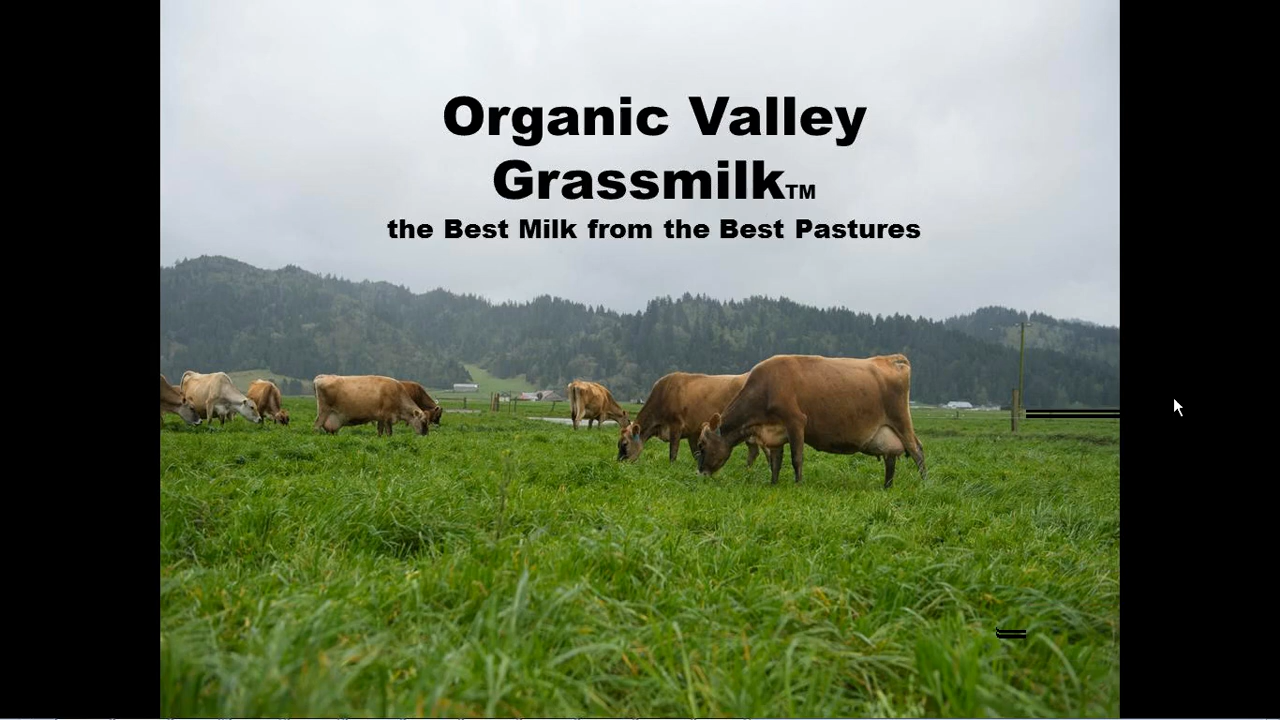 Organic Valley
Grassmilk™
the Best Milk from the Best Pastures